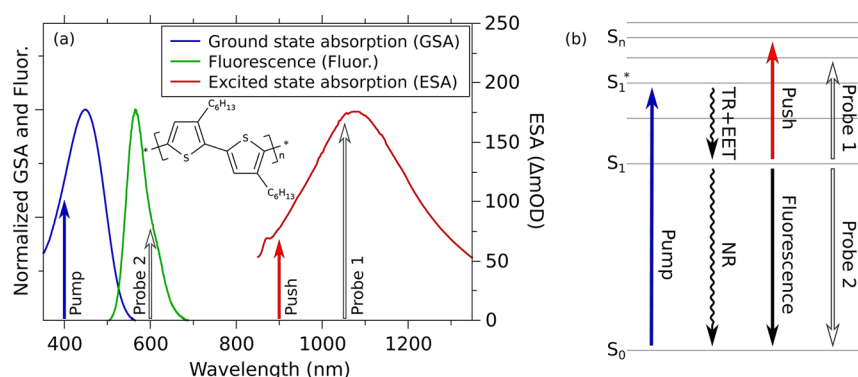 (a)
Ground state absorption (GSA)
Fluorescence (Fluor.)
Excited state absorption (ESA)
Normalized GSA and Fluor.
ESA (ΔmOD)
250
200
150
100
50
0
C6H13
S
S
C6H13
*
*
n
Pump
Probe 2
Push
Probe 1
400 600 800 1000 1200
Wavelength (nm)
(b)
Sn
S1*
S1
S0
Pump
TR+EET
NR
Push
Fluorescence
Probe 1
Probe 2